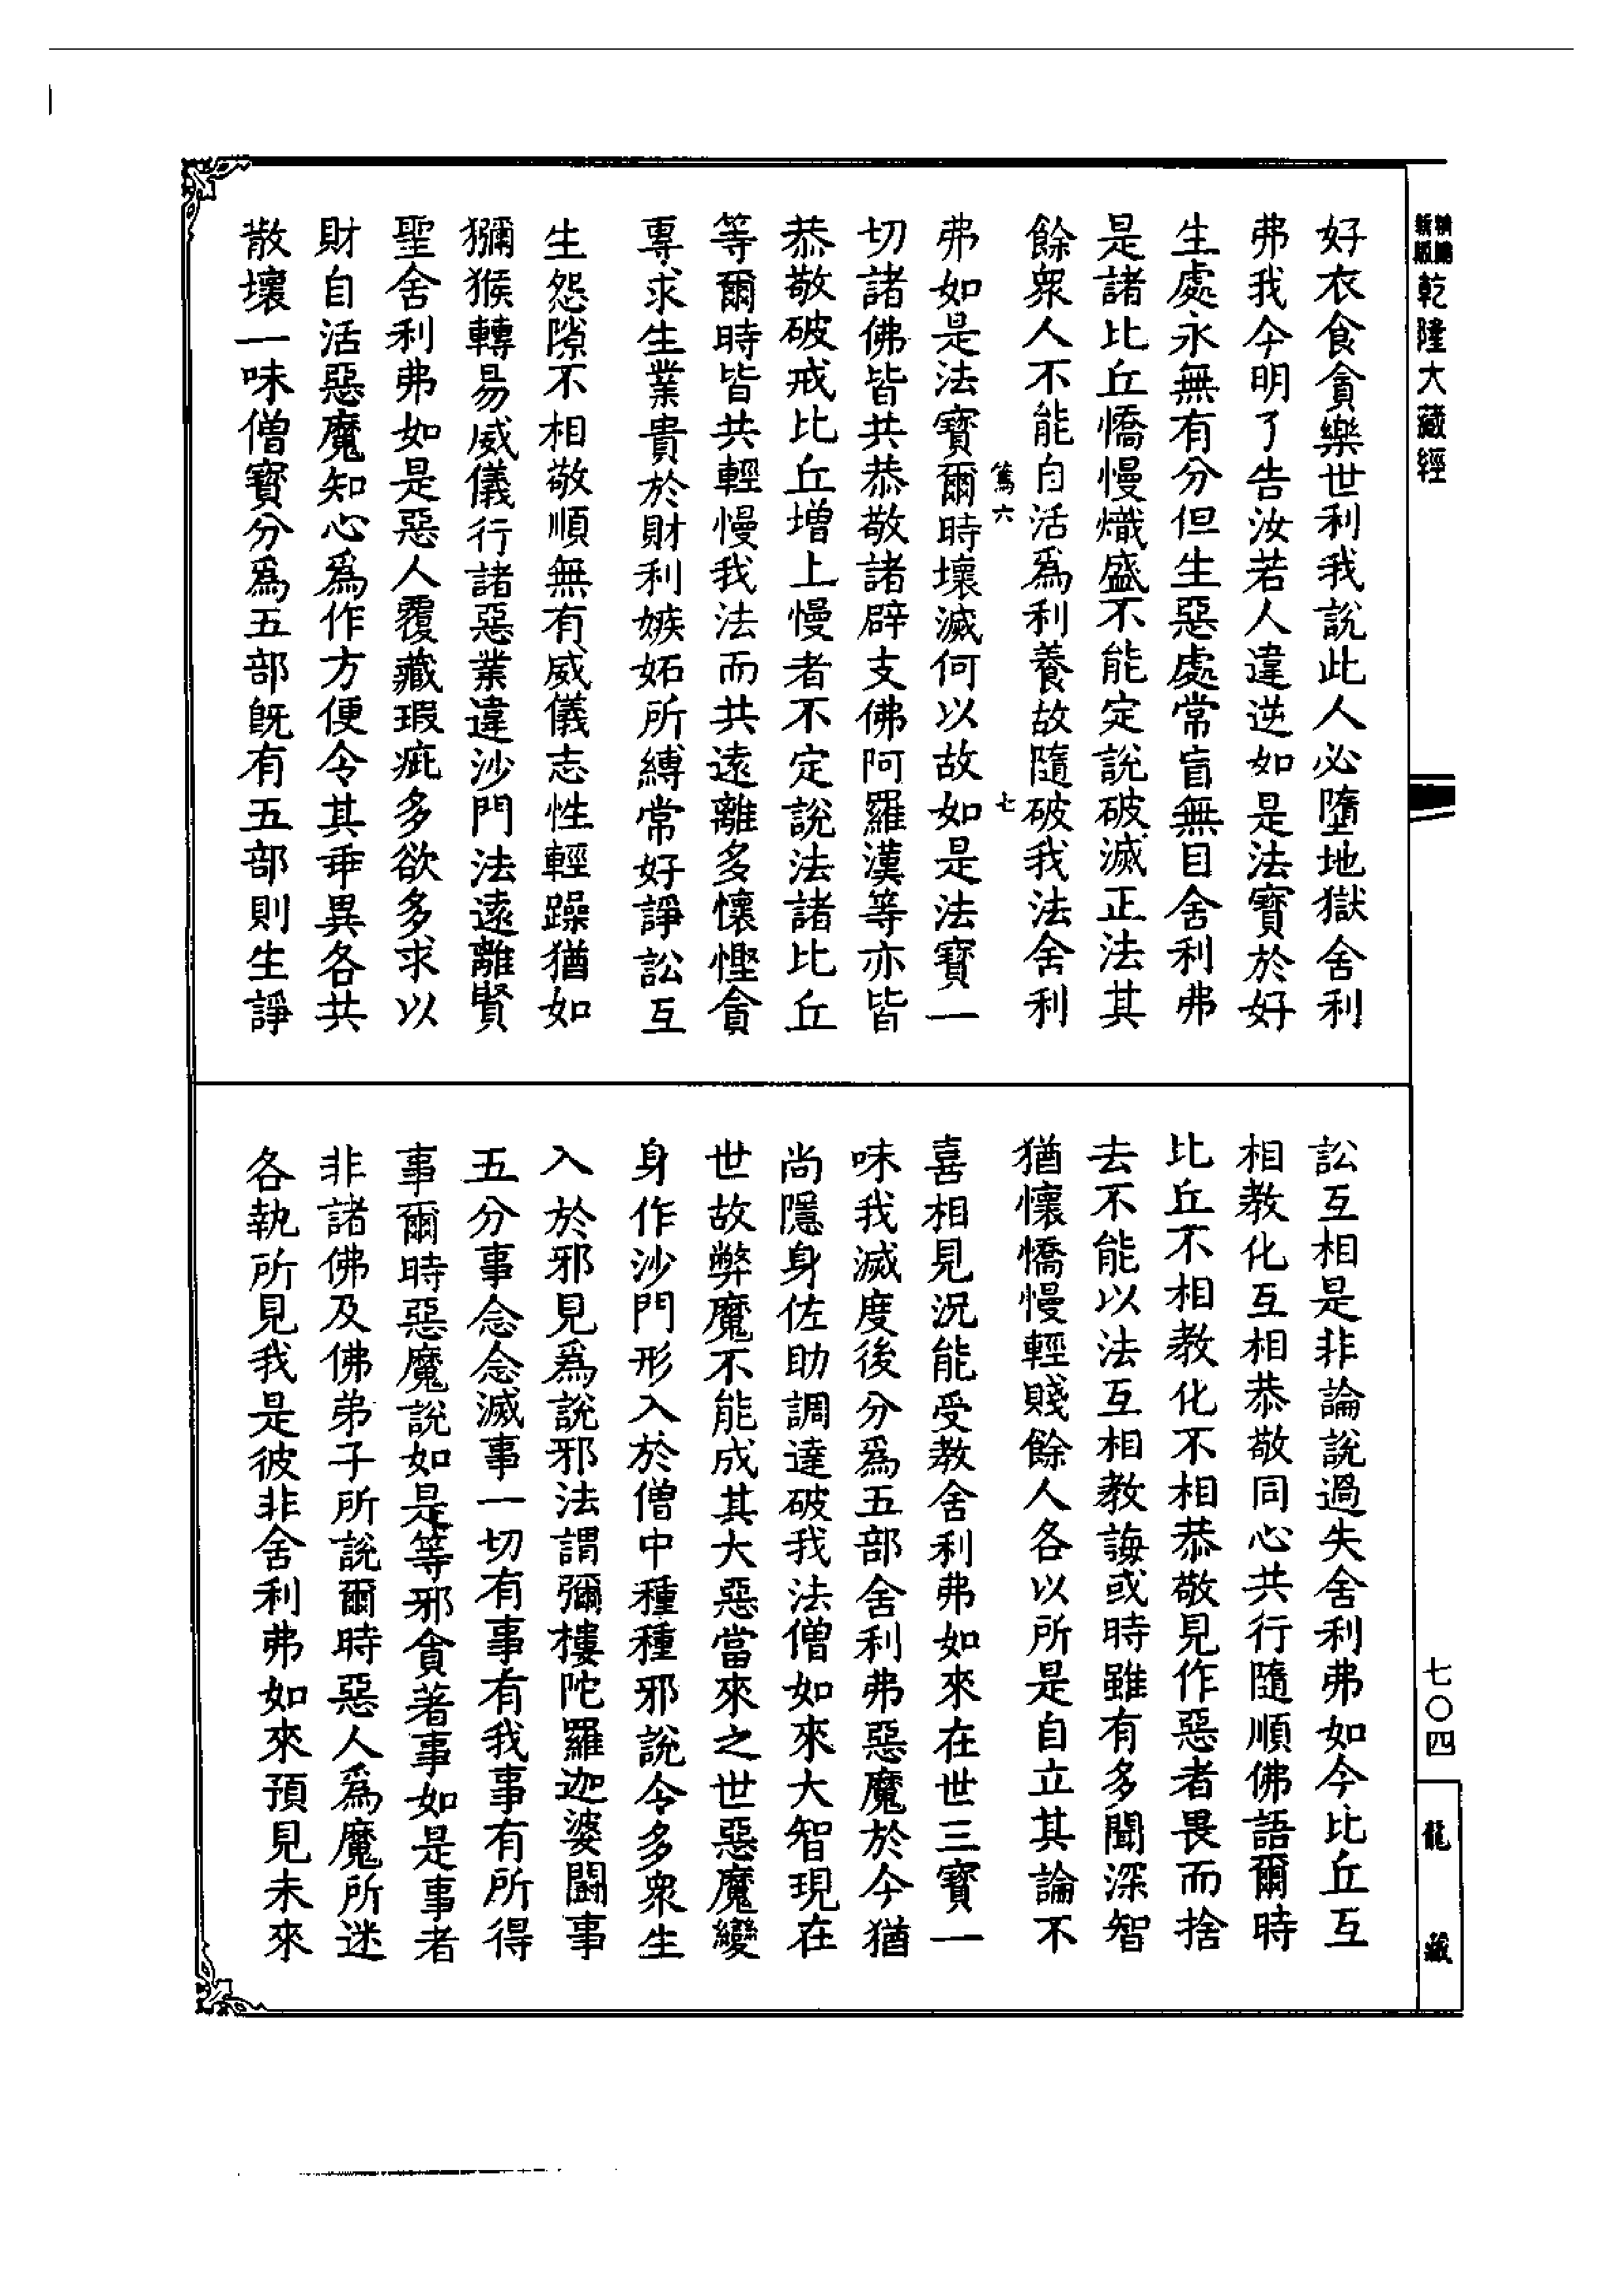 乾隆大藏經
好衣食貪樂世利我說此人必墮地獄舍利
弗我今明了告汝若人違逆如是法寶於好
生處永無有分但生惡處常盲無目舍利弗
是諸比丘憍慢熾盛不能定說破滅正法其
餘衆人不能自活爲利養故隨破我法舍利
篤六
七
弗如是法寶爾時壞滅何以故如是法寶一
切諸佛皆共恭敬諸辟支佛阿羅漢等亦皆
恭敬破戒比丘增上慢者不定說法諸比丘
等爾時皆共輕慢我法而共遠離多懷慳貪
專求生業貴於財利嫉妬所縛常好諍訟互
生怨隙不相敬順無有威儀志性輕躁猶如
獼猴轉易威儀行諸惡業違沙門法遠離賢
聖舍利弗如是惡人覆藏瑕疵多欲多求以
財自活惡魔知心爲作方便令其乖異各共
散壞一味僧寶分爲五部旣有五部則生諍
訟互相是非論說過失舍利弗如今比丘互
相教化互相恭敬同心共行隨順佛語爾時
比丘不相教化不相恭敬見作惡者畏而捨
去不能以法互相教誨或時雖有多聞深智
猶懷憍慢輕賤餘人各以所是自立其論不
喜相見況能受教舍利弗如來在世三寶一
味我滅度後分爲五部舍利弗惡魔於今猶
尚隱身佐助調達破我法僧如來大智現在
世故弊魔不能成其大惡當來之世惡魔變
身作沙門形入於僧中種種邪說令多衆生
入於邪見爲說邪法謂彌樓陀羅迦婆闘事
五分事念念滅事一切有事有我事有所得
事爾時惡魔說如是等邪貪著事如是事者
非諸佛及佛弟子所說爾時惡人爲魔所迷
各執所見我是彼非舍利弗如來預見未來
七〇四
龍藏